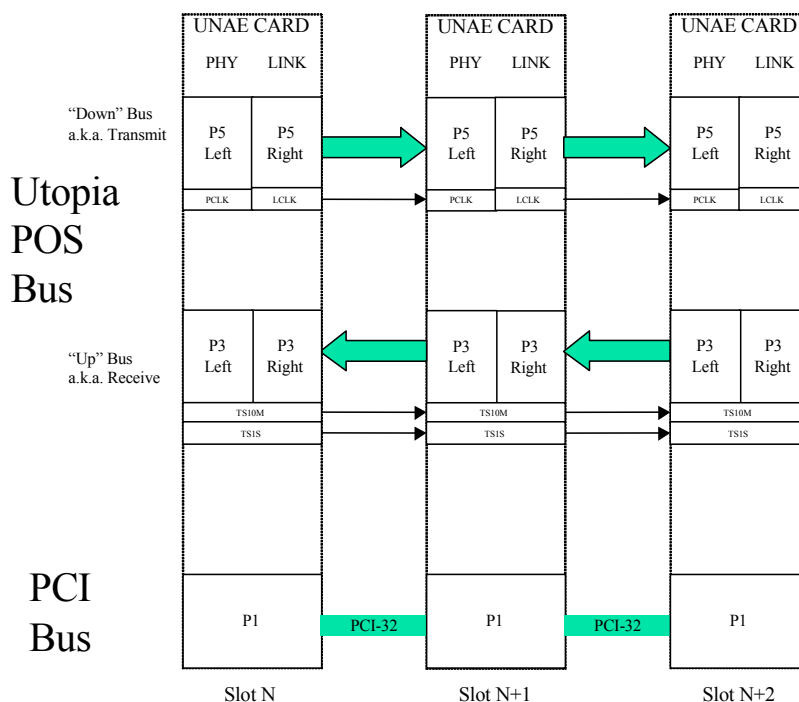 UNAE CARD UNAE CARD UNAE CARD
PHY LINK PHY LINK PHY LINK
“Down” Bus
a.k.a. Transmit
P5 Left P5 Right P5 Left P5 Right P5 Left P5 Right
PCLK LCLK PCLK LCLK PCLK LCLK
Utopia
POS
Bus
“Up” Bus
a.k.a. Receive
P3 Left P3 Right P3 Left P3 Right P3 Left P3 Right
TS10M TS10M TS10M
TS1S TS1S TS1S
PCI
Bus
P1 PCI-32 P1 PCI-32 P1
Slot N Slot N+1 Slot N+2